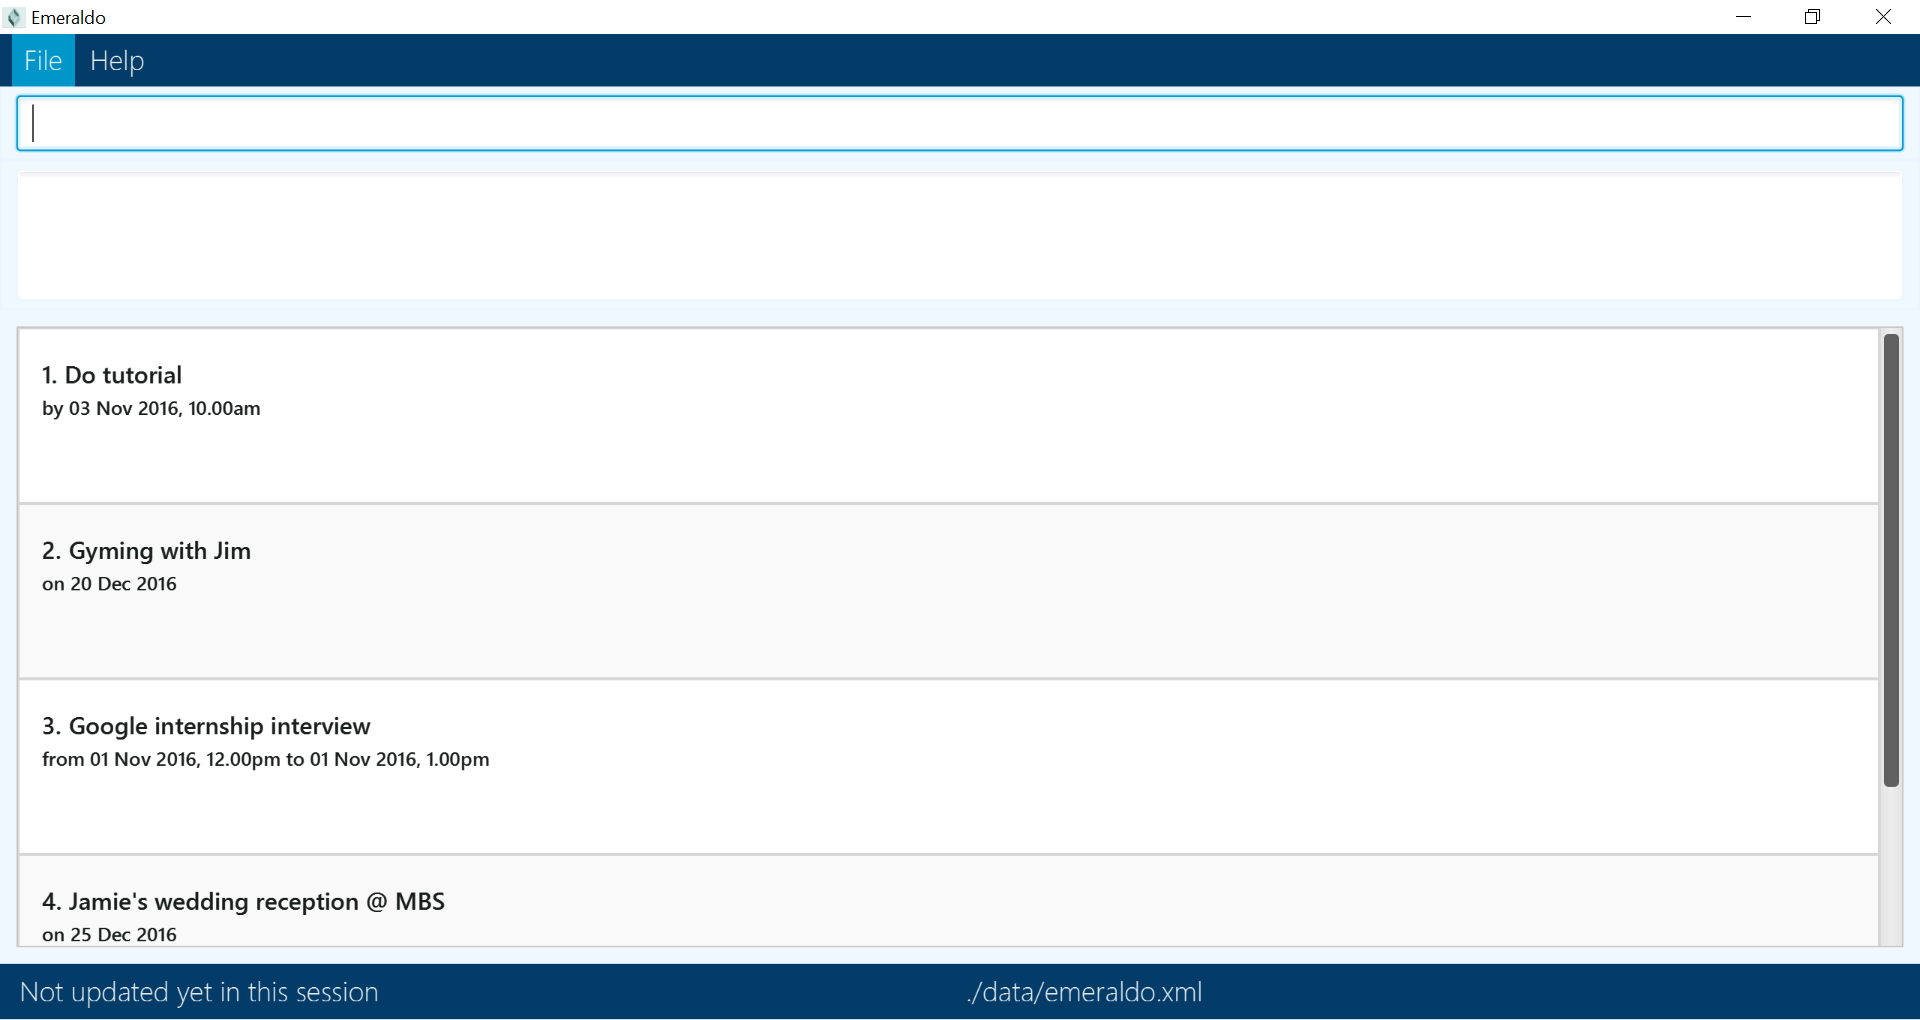 Emeraldo
File Help
1. Do tutorial
by 03 Nov 2016, 10.00am
2. Gyming with Jim
on 20 Dec 2016
3. Google internship interview
from 01 Nov 2016, 12.00pm to 01 Nov 2016, 1.00pm
4. Jamie's wedding reception @ MBS
on 25 Dec 2016
Not updated yet in this session ./data/emeraldo.xml